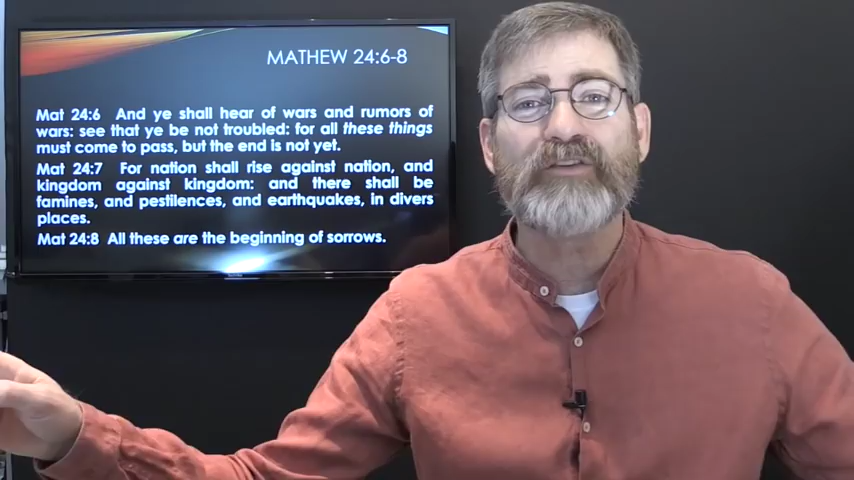 MATHEW 24:6-8
Mat 24:6 And ye shall hear of wars and rumors of
wars: see that ye be not troubled: for all these things
must come to pass, but the end is not yet.
Mat 24:7 For nation shall rise against nation, and
kingdom against kingdom: and there shall be
famines, and pestilences, and earthquakes, in divers
places.
Mat 24:8 All these are the beginning of sorrows.